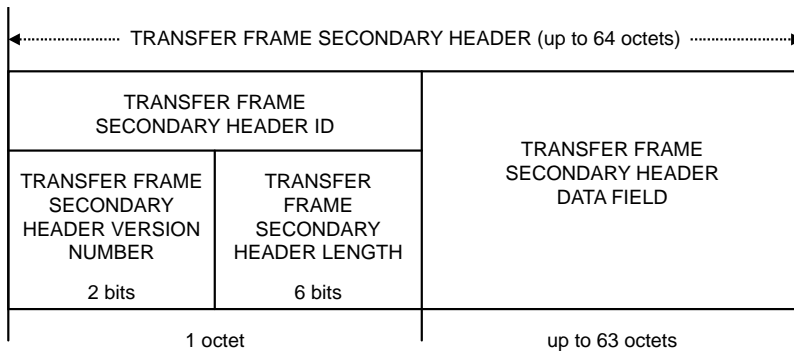 TRANSFER FRAME SECONDARY HEADER (up to 64 octets)
TRANSFER FRAME
SECONDARY HEADER ID
TRANSFER FRAME
SECONDARY
HEADER VERSION
NUMBER
2 bits
TRANSFER
FRAME
SECONDARY
HEADER LENGTH
6 bits
TRANSFER FRAME
SECONDARY HEADER
DATA FIELD
1 octet
up to 63 octets